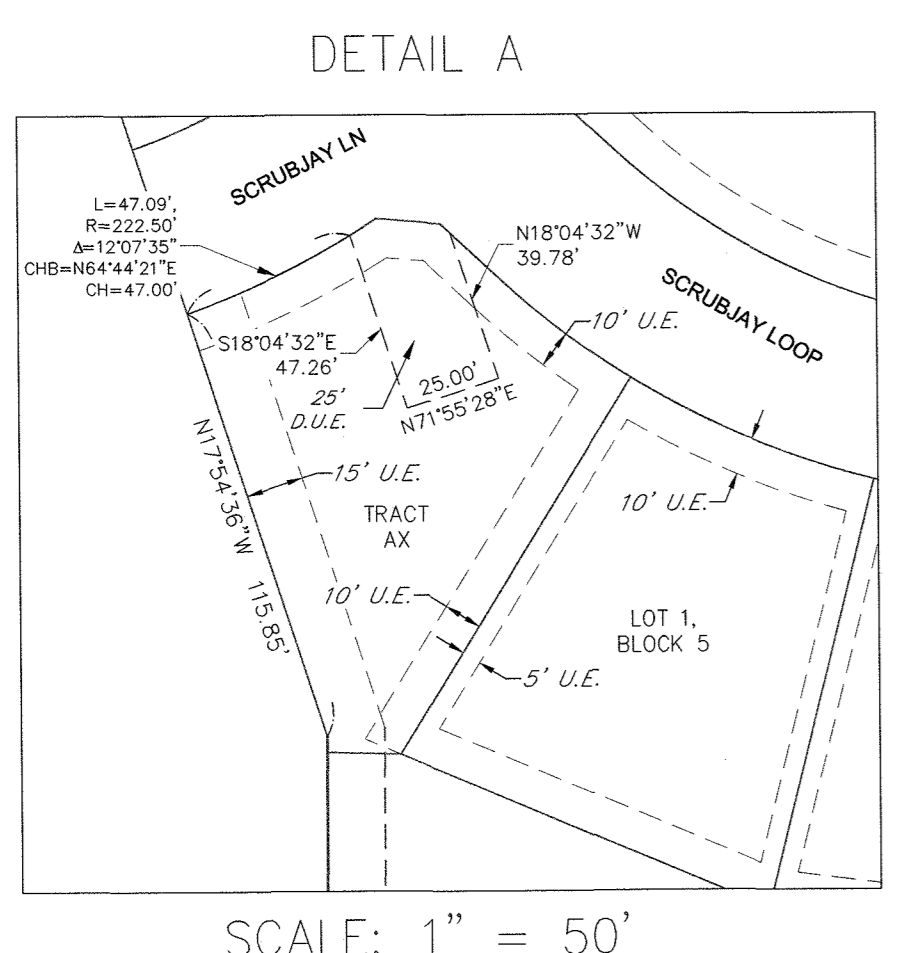 DETAIL A
SCRUBJAY LN
L=47.09',
R=222.50'
Δ=12°07'35"
CHB=N64°44'21"E
CH=47.00'
N18°04'32"W
39.78'
SCRUBJAY LOOP
10' U.E.
S18°04'32"E
47.26'
25'
D.U.E.
25.00'
N71°55'28"E
N17°54'36"W 115.85'
15' U.E.
TRACT
AX
10' U.E.
10' U.E.
LOT 1,
BLOCK 5
5' U.E.
SCALE: 1" = 50'